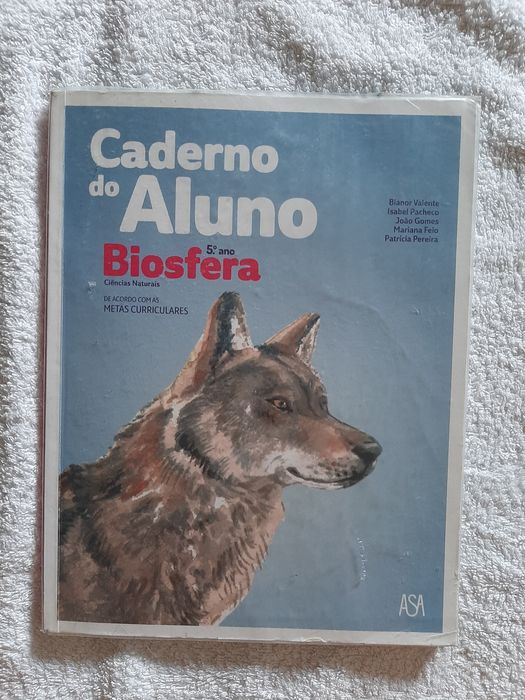 Caderno
do Aluno
5.º ano
Biosfera
Ciências Naturais
DE ACORDO COM AS
METAS CURRICULARES
Bianor Valente
Isabel Pacheco
João Gomes
Mariana Feio
Patrícia Pereira
ASA